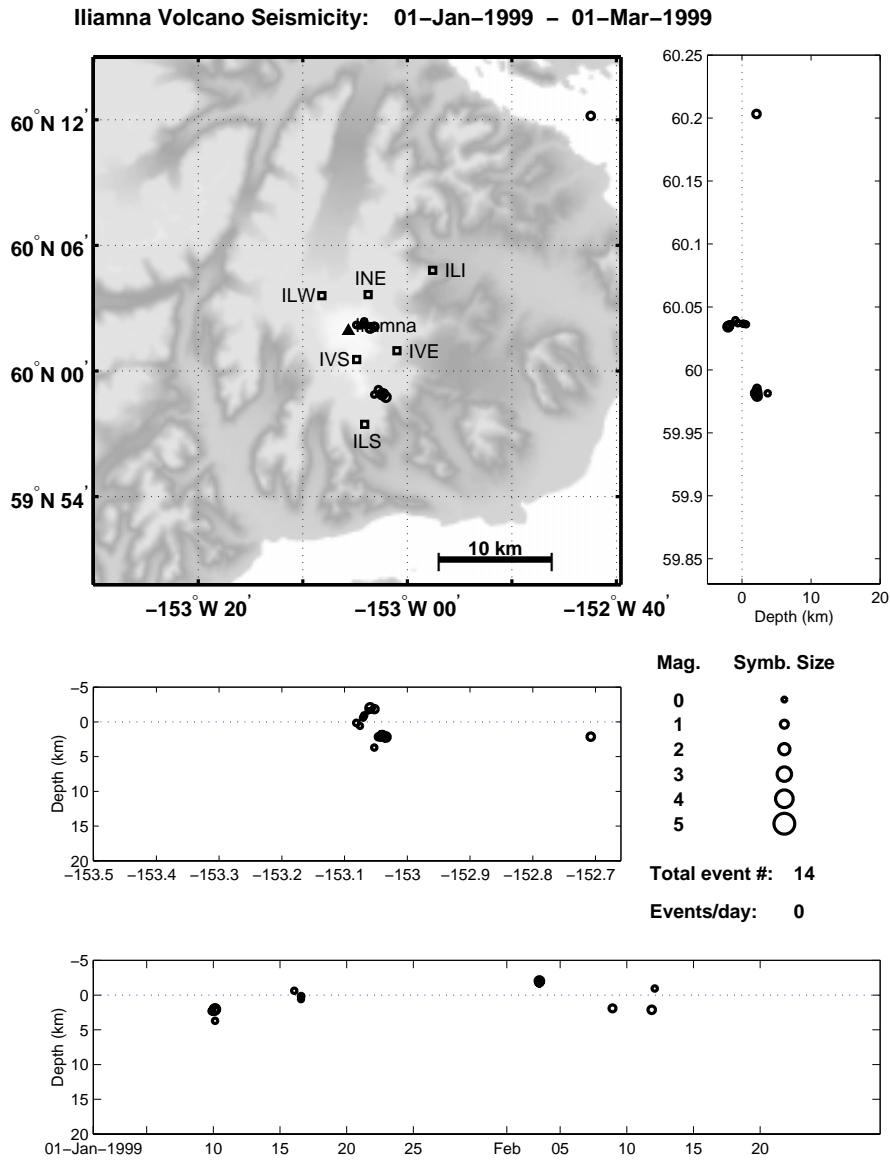 Iliamna Volcano Seismicity: 01−Jan−1999 − 01−Mar−1999
60°N 12'
60°N 06'
60°N 00'
59°N 54'
−153°W 20'
−153°W 00'
−152°W 40'
ILI
INE
ILW
Iliamna
IVS
IVE
ILS
10 km
60.25
60.2
60.15
60.1
60.05
60
59.95
59.9
59.85
0 10 20
Depth (km)
−5
0
5
10
15
20
Depth (km)
−153.5 −153.4 −153.3 −153.2 −153.1 −153 −152.9 −152.8 −152.7
Mag. Symb. Size
0
1
2
3
4
5
Total event #: 14
Events/day: 0
−5
0
5
10
15
20
Depth (km)
01−Jan−1999 10 15 20 25 Feb 05 10 15 20